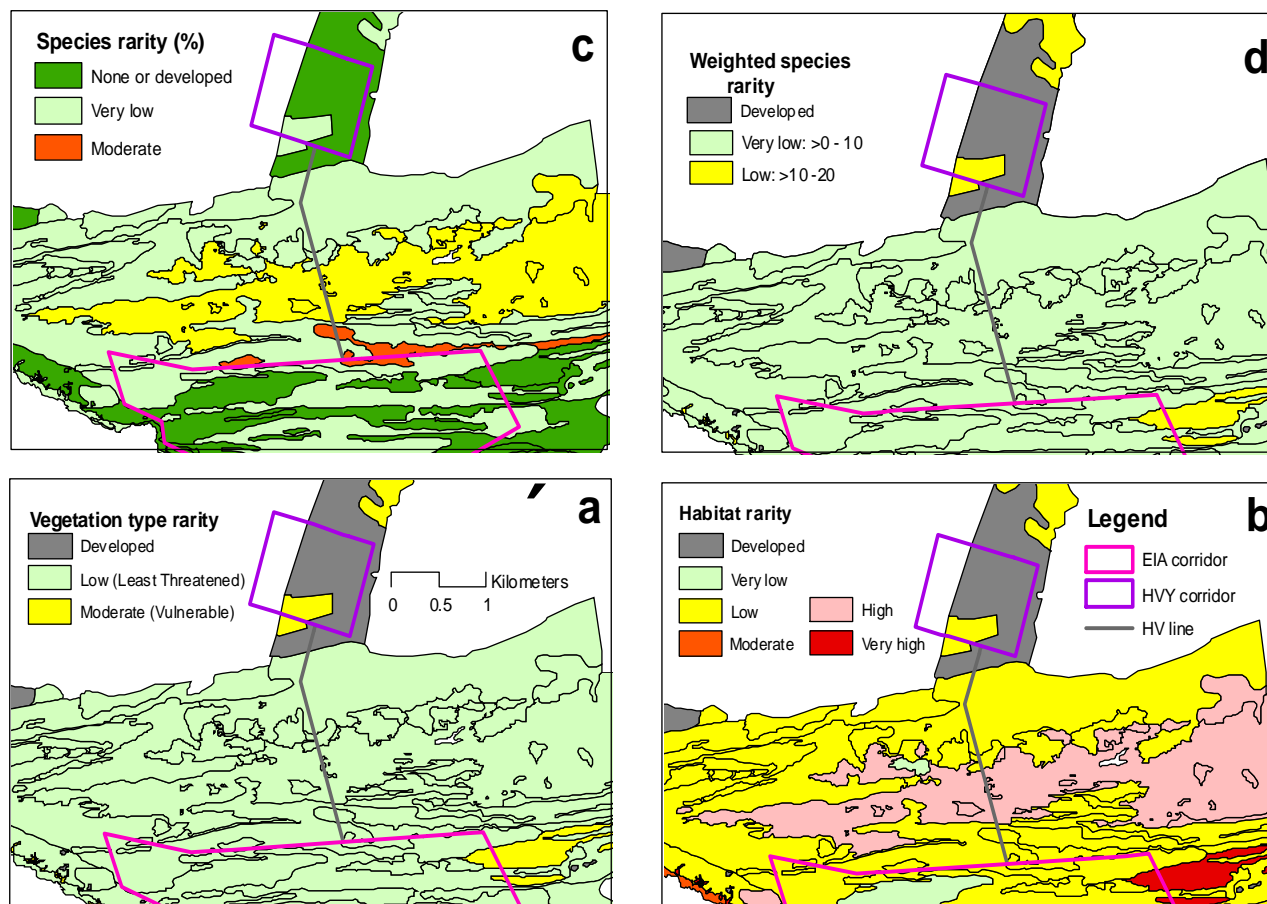 Species rarity (%)
c
None or developed
Very low
Moderate
Weighted species
rarity
d
Developed
Very low: >0 - 10
Low: >10 -20
Vegetation type rarity
a
Developed
Low (Least Threatened)
Moderate (Vulnerable)
Kilometers
0 0.5 1
Habitat rarity
b
Developed
Very low
Low
Moderate
High
Very high
Legend
EIA corridor
HVY corridor
HV line